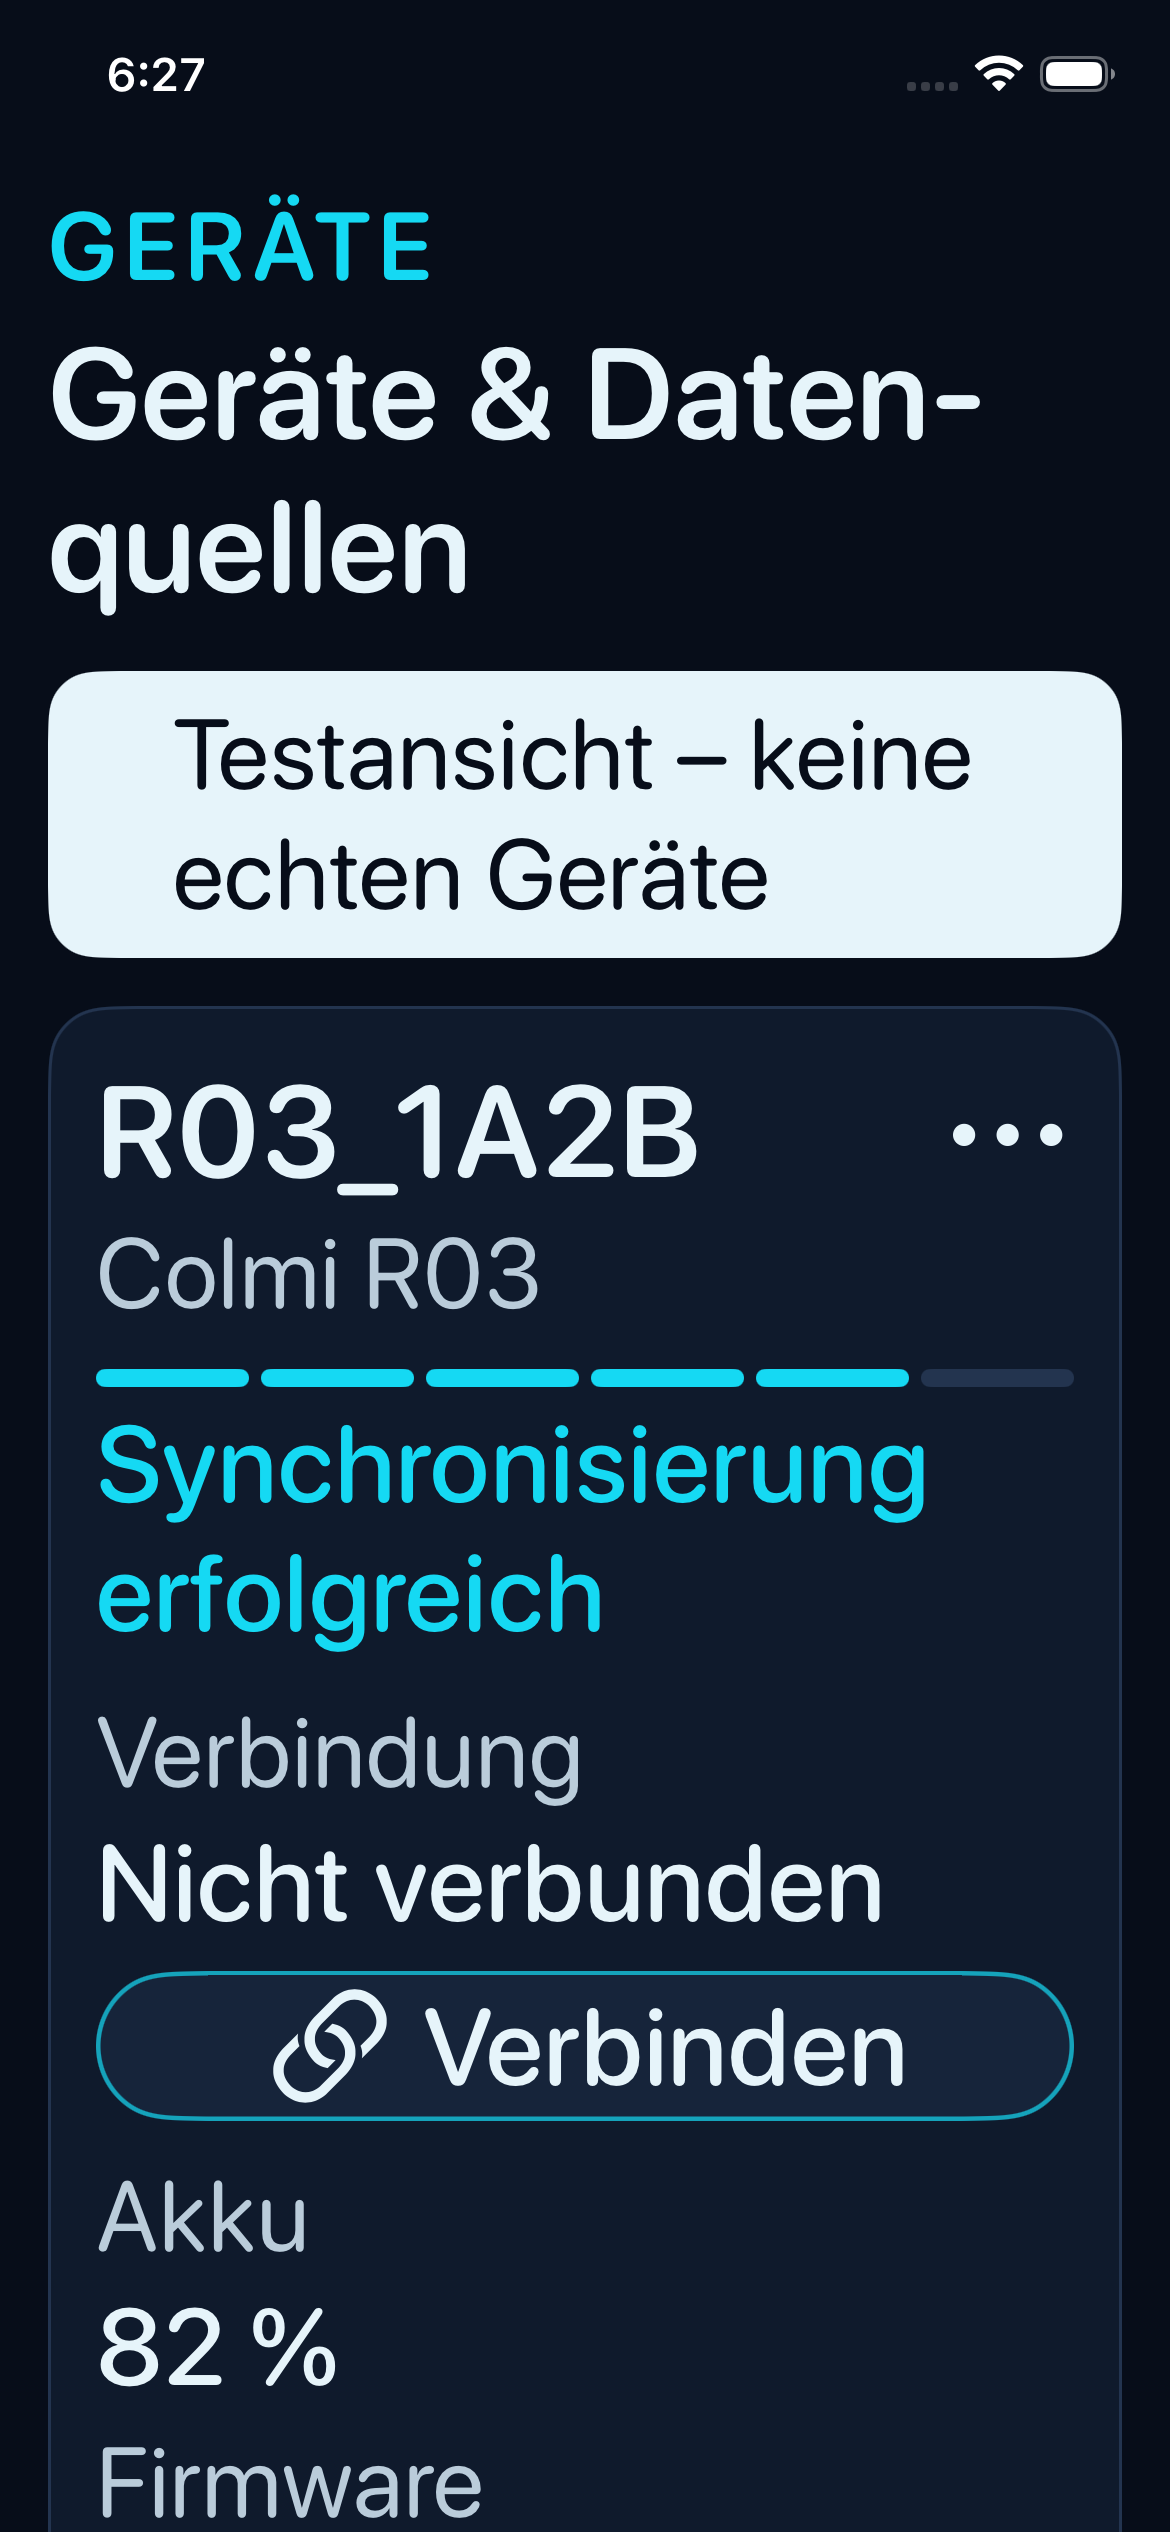 6:27
GERÄTE
Geräte & Daten-
quellen
Testansicht – keine
echten Geräte
R03_1A2B
Colmi R03
Synchronisierung
erfolgreich
Verbindung
Nicht verbunden
Verbinden
Akku
82 %
Firmware